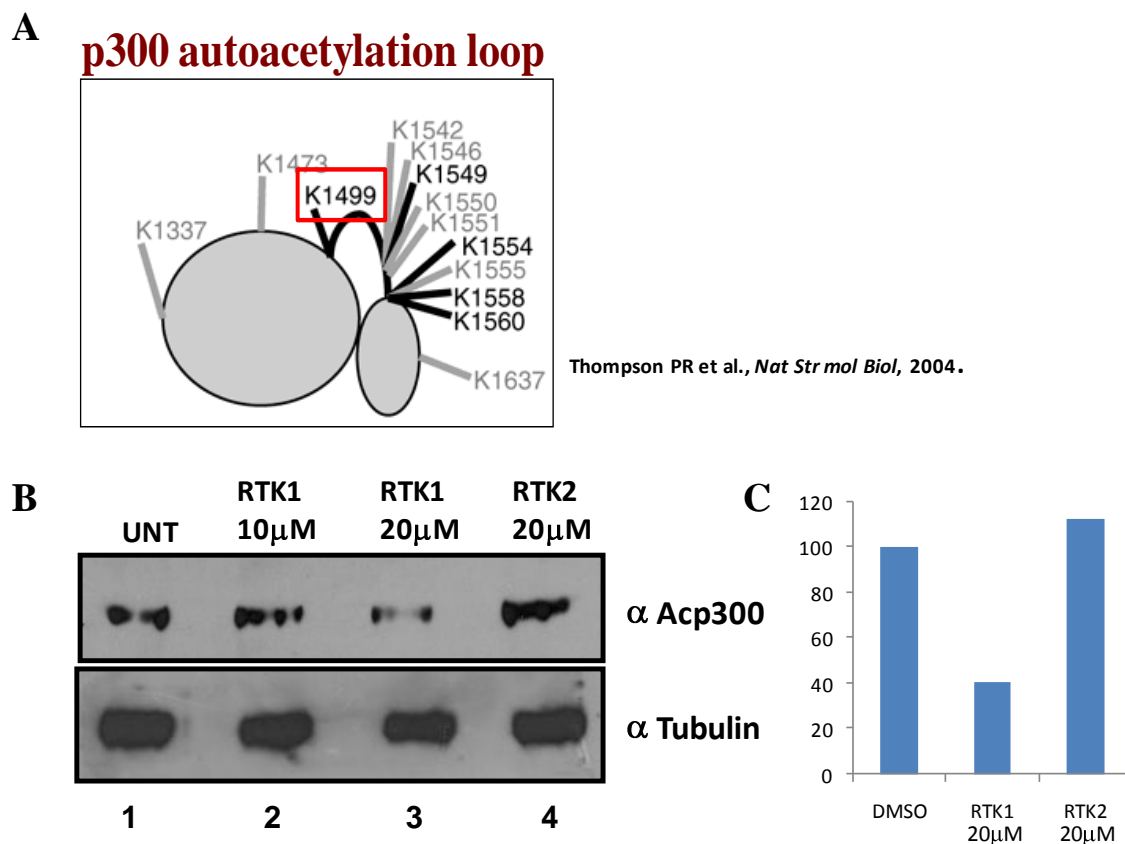 A
p300 autoacetylation loop
K1542
K1546
K1473
K1549
K1499
K1550
K1551
K1337
K1554
K1555
K1558
K1560
K1637
Thompson PR et al., Nat Str mol Biol, 2004.
B
UNT
RTK1
10μM
RTK1
20μM
RTK2
20μM
α Acp300
α Tubulin
1 2 3 4
C
120
100
80
60
40
20
0
DMSO
RTK1
20μM
RTK2
20μM